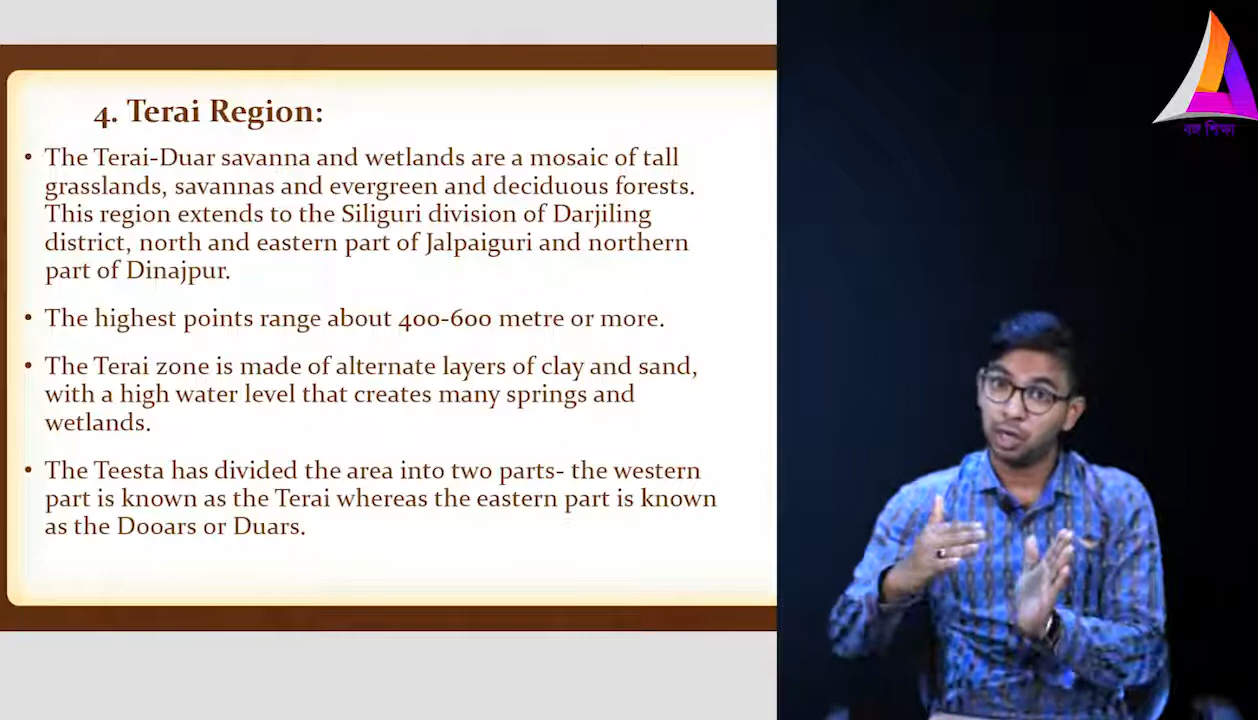 4. Terai Region:
• The Terai-Duar savanna and wetlands are a mosaic of tall
grasslands, savannas and evergreen and deciduous forests.
This region extends to the Siliguri division of Darjiling
district, north and eastern part of Jalpaiguri and northern
part of Dinajpur.
• The highest points range about 400-600 metre or more.
• The Terai zone is made of alternate layers of clay and sand,
with a high water level that creates many springs and
wetlands.
• The Teesta has divided the area into two parts- the western
part is known as the Terai whereas the eastern part is known
as the Dooars or Duars.
বঙ্গ শিক্ষা